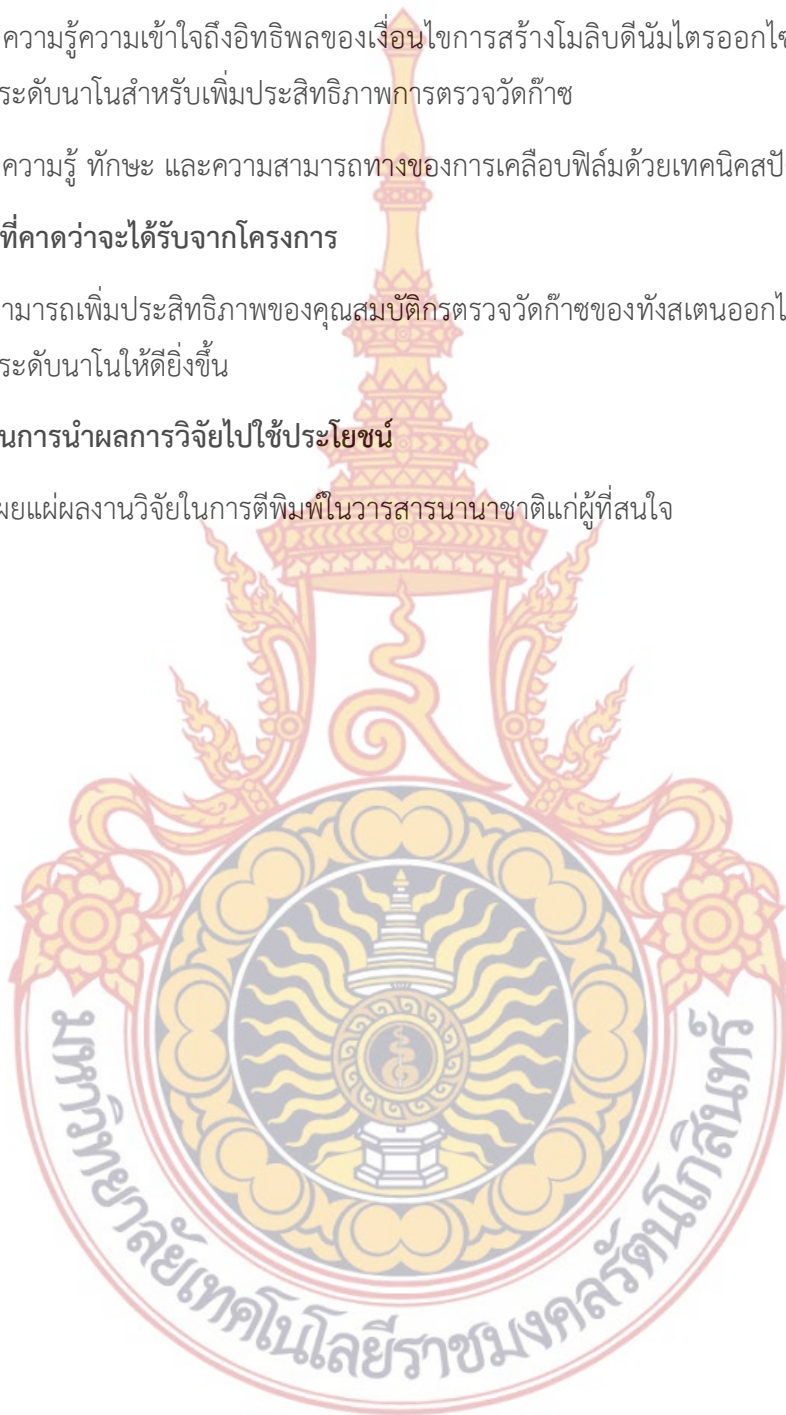 ความรู้ความเข้าใจถึงอิทธิพลของเงื่อนไขการสร้างโมลิบดีนัมไตรออกไซ
ระดับนาโนสำหรับเพิ่มประสิทธิภาพการตรวจวัดก๊าซ
ความรู้ ทักษะ และความสามารถทางของการเคลือบฟิล์มด้วยเทคนิคสปั
ที่คาดว่าจะได้รับจากโครงการ
ามารถเพิ่มประสิทธิภาพของคุณสมบัติกรตรวจวัดก๊าซของทังสเตนออกไ
ระดับนาโนให้ดียิ่งขึ้น
นการนำผลการวิจัยไปใช้ประโยชน์
ผยแผ่ผลงานวิจัยในการตีพิมพ์ในวารสารนานาชาติแก่ผู้ที่สนใจ
มหาวิทยาลัยเทคโนโลยีราชมงคลรัตนโกสินทร์